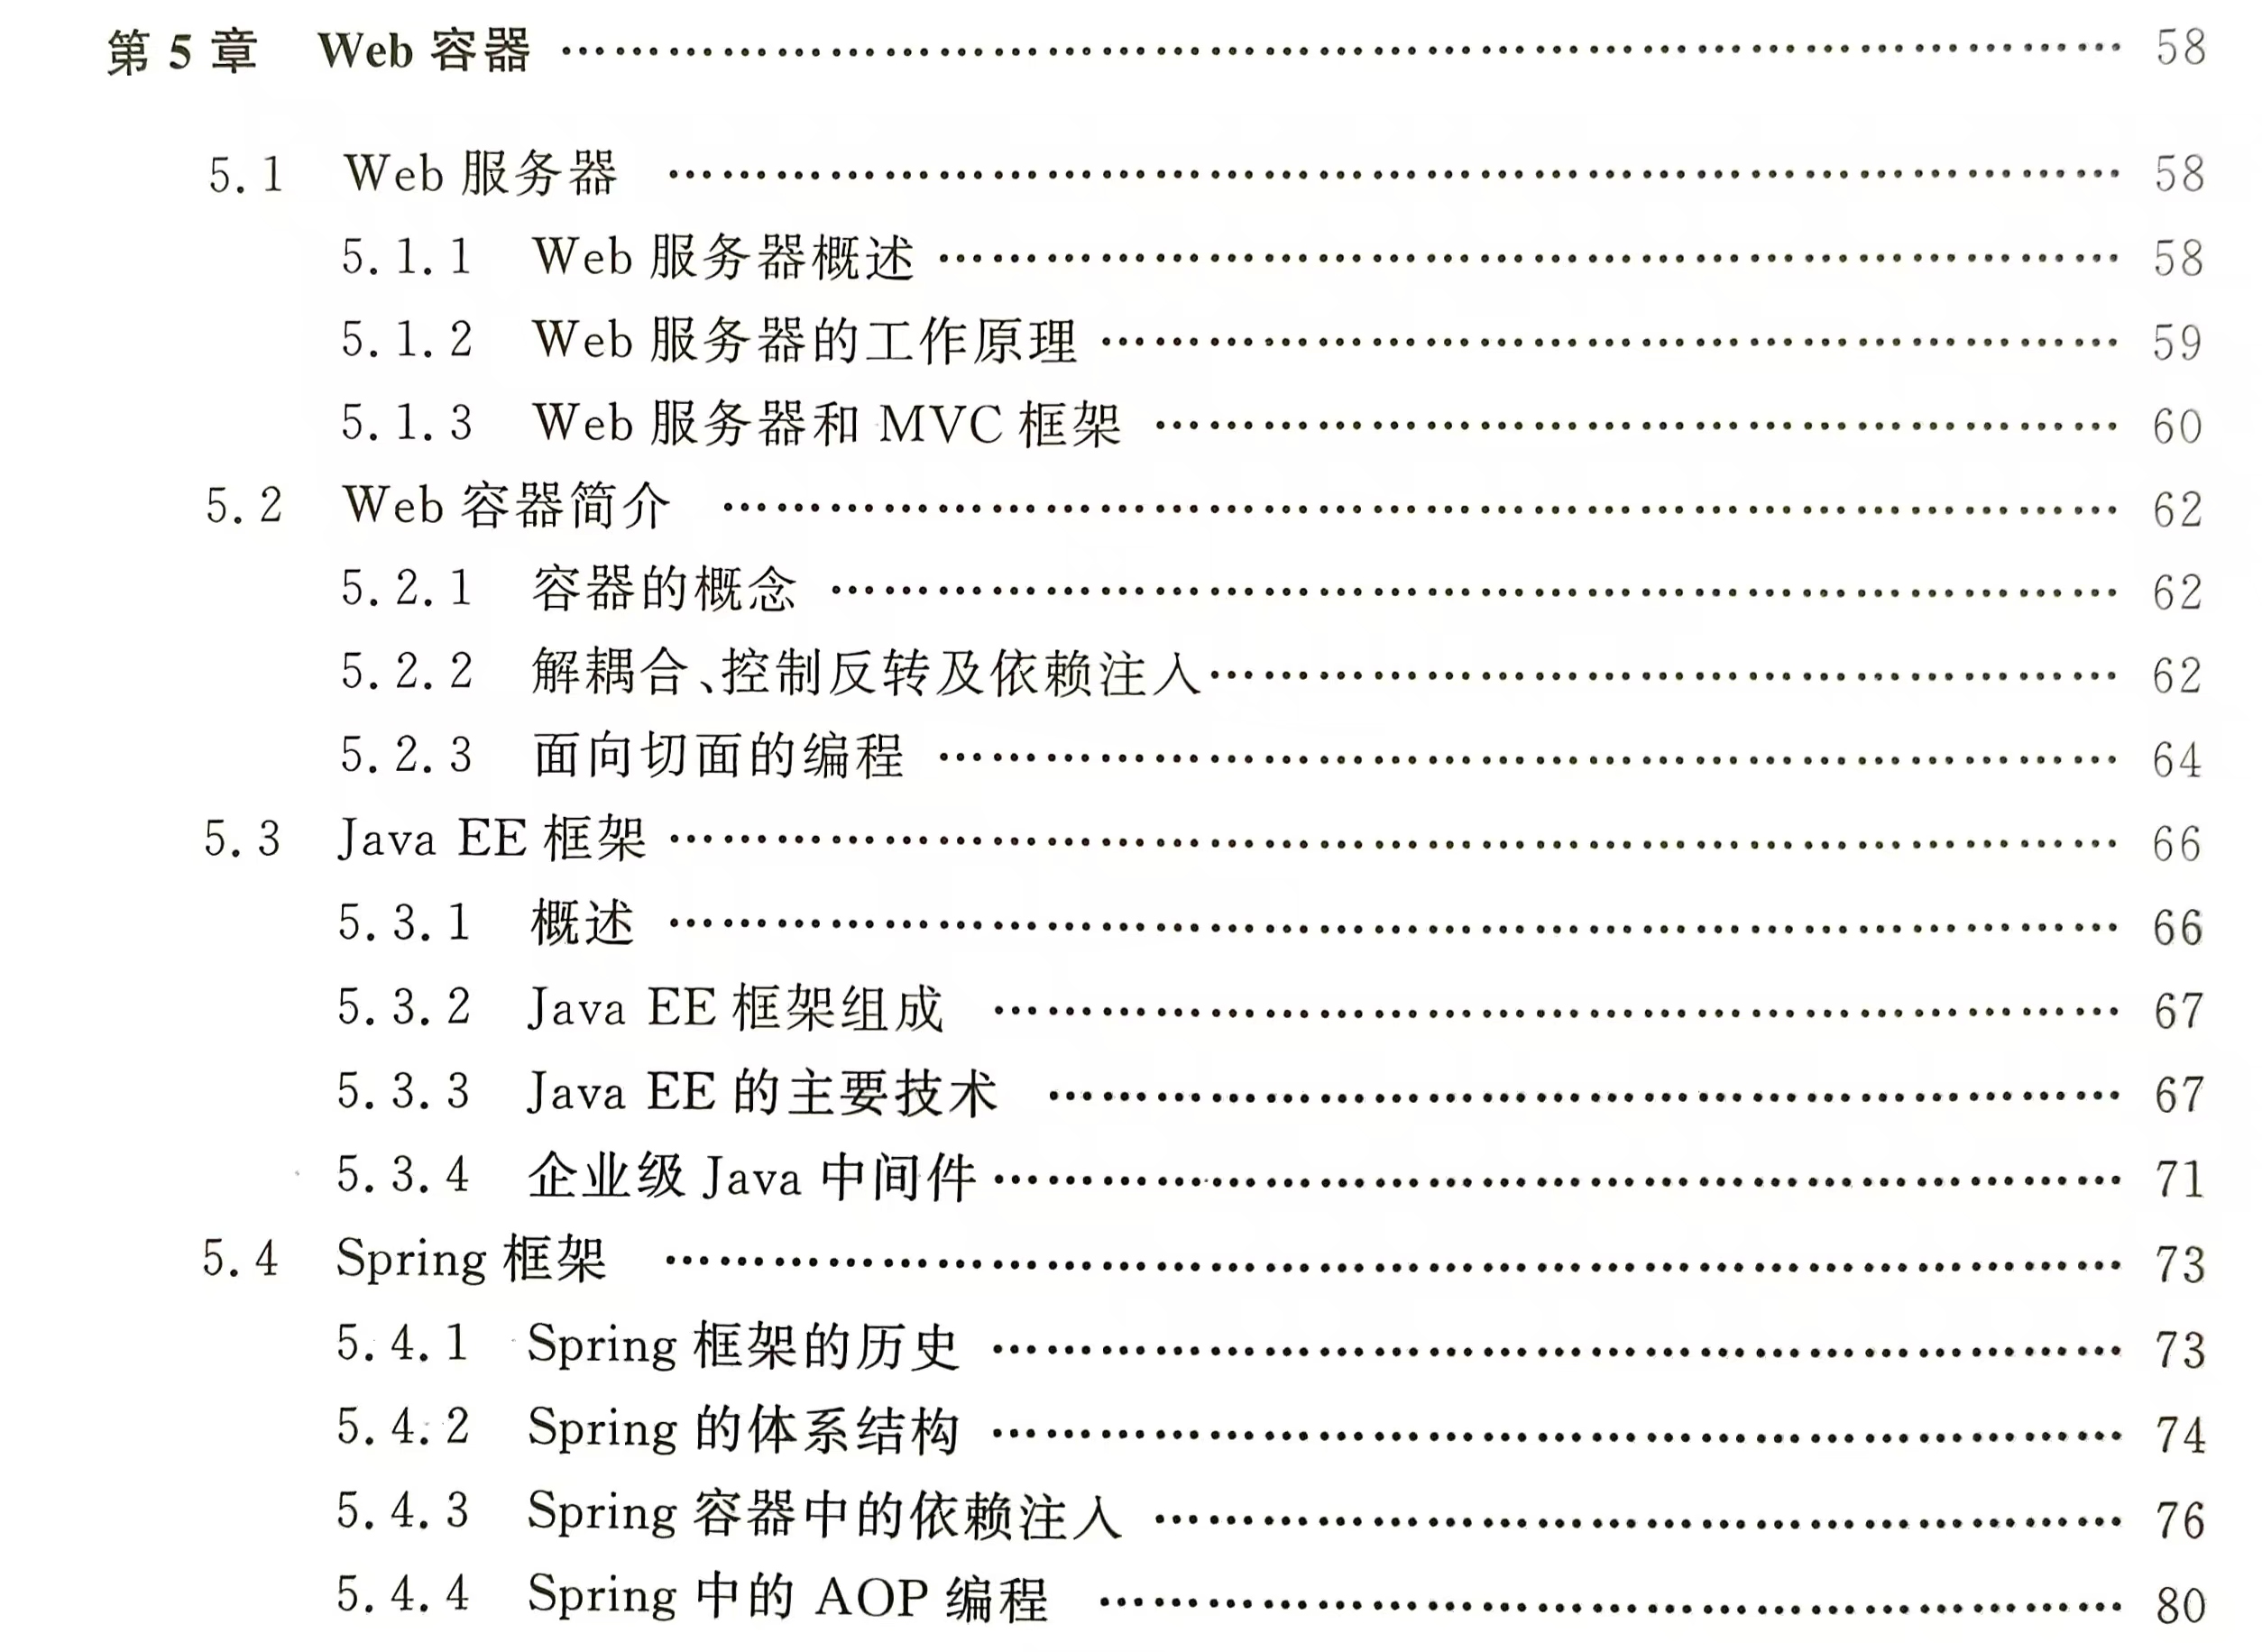 第 5 章 Web 容器 …… 58
5.1 Web 服务器 …… 58
5.1.1 Web 服务器概述 …… 58
5.1.2 Web 服务器的工作原理 …… 59
5.1.3 Web 服务器和 MVC 框架 …… 60
5.2 Web 容器简介 …… 62
5.2.1 容器的概念 …… 62
5.2.2 解耦合、控制反转及依赖注入 …… 62
5.2.3 面向切面的编程 …… 64
5.3 Java EE 框架 …… 66
5.3.1 概述 …… 66
5.3.2 Java EE 框架组成 …… 67
5.3.3 Java EE 的主要技术 …… 67
5.3.4 企业级 Java 中间件 …… 71
5.4 Spring 框架 …… 73
5.4.1 Spring 框架的历史 …… 73
5.4.2 Spring 的体系结构 …… 74
5.4.3 Spring 容器中的依赖注入 …… 76
5.4.4 Spring 中的 AOP 编程 …… 80